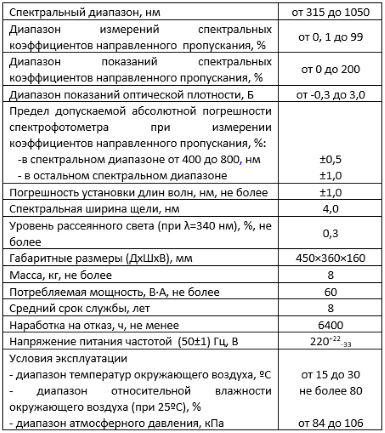 Спектральный диапазон, нм от 315 до 1050
Диапазон измерений спектральных
коэффициентов направленного пропускания, % от 0, 1 до 99
Диапазон показаний спектральных
коэффициентов направленного пропускания, % от 0 до 200
Диапазон показаний оптической плотности, Б от -0,3 до 3,0
Предел допускаемой абсолютной погрешности
спектрофотометра при измерении
коэффициентов направленного пропускания, %:
-в спектральном диапазоне от 400 до 800, нм ±0,5
- в остальном спектральном диапазоне ±1,0
Погрешность установки длин волн, нм, не более ±1,0
Спектральная ширина щели, нм 4,0
Уровень рассеянного света (при λ=340 нм), %, не
более 0,3
Габаритные размеры (ДхШхВ), мм 450×360×160
Масса, кг, не более 8
Потребляемая мощность, В·А, не более 60
Средний срок службы, лет 8
Наработка на отказ, ч, не менее 6400
Напряжение питания частотой (50±1) Гц, В 220⁺²²₋₃₃
Условия эксплуатации
- диапазон температур окружающего воздуха, ºС от 15 до 30
- диапазон относительной влажности не более 80
окружающего воздуха (при 25ºС), %
- диапазон атмосферного давления, кПа от 84 до 106